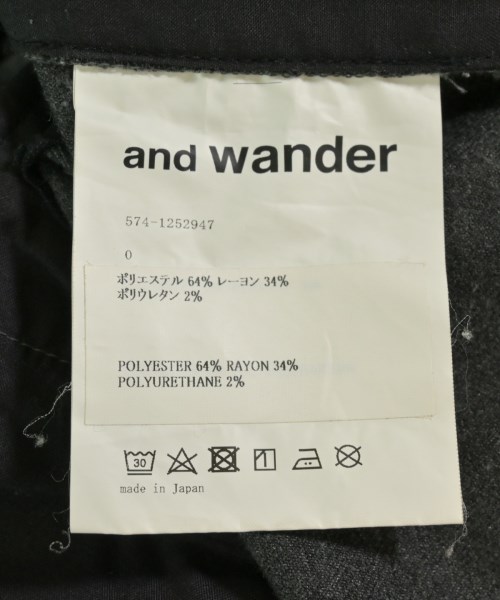 and wander
574-1252947
0
ポリエステル 64% レーヨン 34%
ポリウレタン 2%
POLYESTER 64% RAYON 34%
POLYURETHANE 2%
30
made in Japan